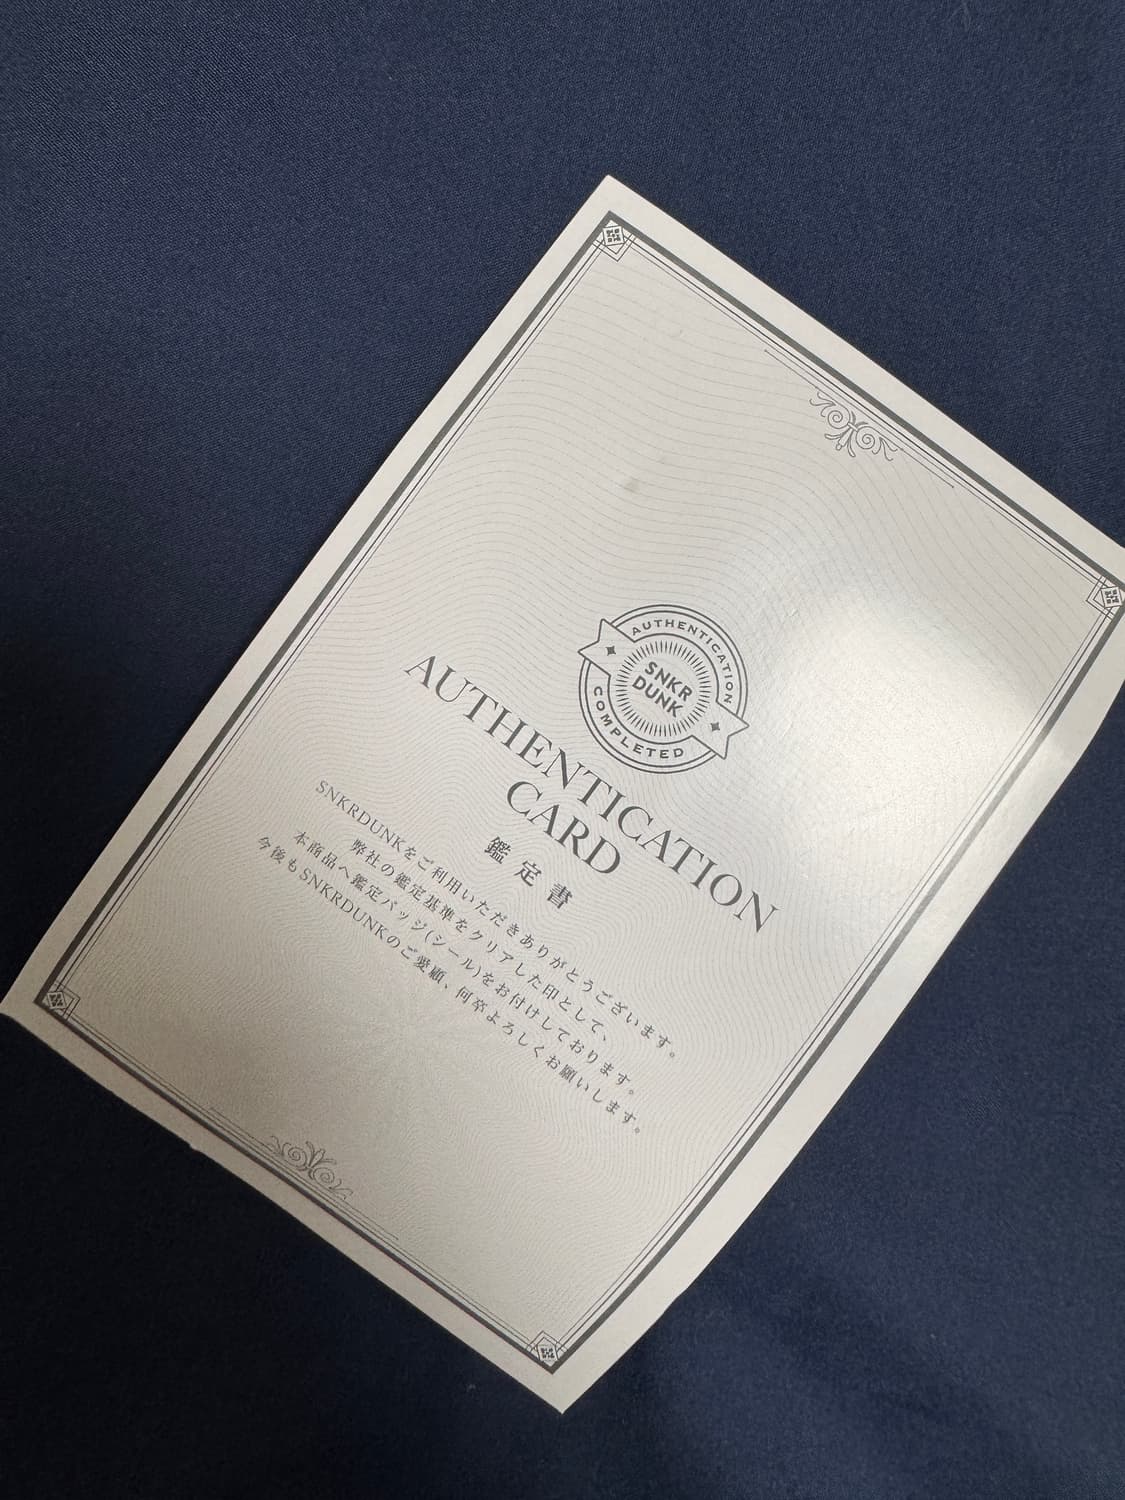 AUTHENTICATION
SNKR
DUNK
COMPLETED
AUTHENTICATION
CARD
鑑定書
SNKRDUNKをご利用いただきありがとうございます。
弊社の鑑定基準をクリアした印として、
本商品へ鑑定バッジ(シール)をお付けしております。
今後もSNKRDUNKのご愛顧、何卒よろしくお願いします。